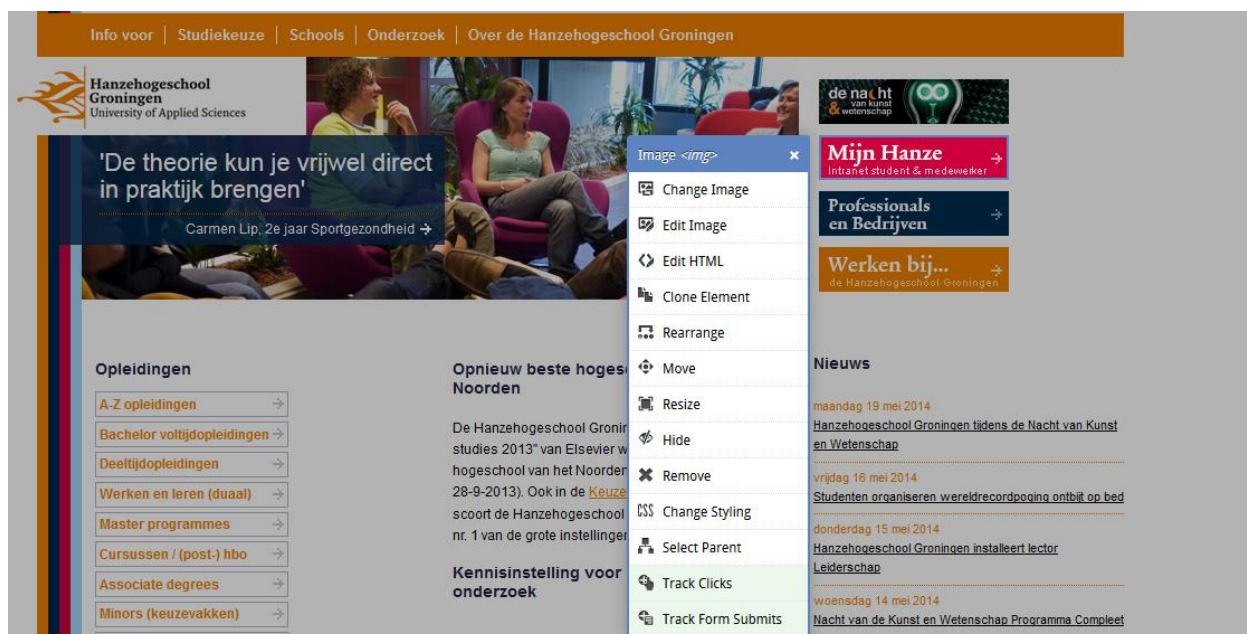 Info voor | Studiekeuze | Schools | Onderzoek | Over de Hanzehogeschool Groningen
Hanzehogeschool
Groningen
University of Applied Sciences
'De theorie kun je vrijwel direct
in praktijk brengen'
Carmen Lip, 2e jaar Sportgezondheid
de nacht
van kunst
& wetenschap
Mijn Hanze
Intranet student & medewerker
Professionals
en Bedrijven
Werken bij...
de Hanzehogeschool Groningen
Image <img>
Change Image
Edit Image
Edit HTML
Clone Element
Rearrange
Move
Resize
Hide
Remove
CSS Change Styling
Select Parent
Track Clicks
Track Form Submits
Opleidingen
A-Z opleidingen
Bachelor voltijdopleidingen
Deeltijdopleidingen
Werken en leren (duaal)
Master programmes
Cursussen / (post-) hbo
Associate degrees
Minors (keuzevakken)
Opnieuw beste hoges
Noorden
De Hanzehogeschool Gronin
studies 2013" van Elsevier w
hogeschool van het Noorden
28-9-2013). Ook in de Keuze
scoort de Hanzehogeschool
nr. 1 van de grote instellingen
Kennisinstelling voor
onderzoek
Nieuws
maandag 19 mei 2014
Hanzehogeschool Groningen tijdens de Nacht van Kunst
en Wetenschap
vrijdag 16 mei 2014
Studenten organiseren wereldrecordpoging ontbijt op bed
donderdag 15 mei 2014
Hanzehogeschool Groningen installeert lector
Leiderschap
woensdag 14 mei 2014
Nacht van de Kunst en Wetenschap Programma Compleet